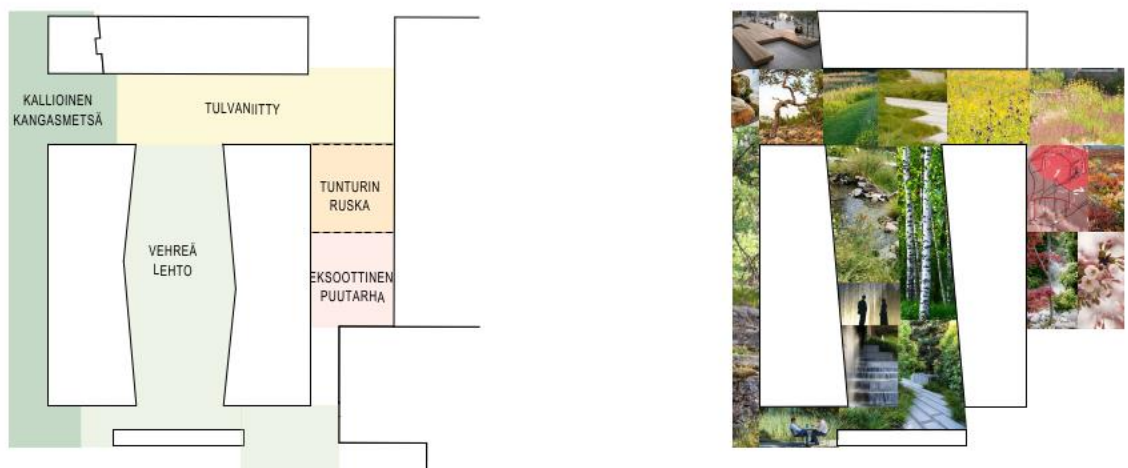 KALLIOINEN
KANGASMETSÄ
TULVANIITTY
TUNTURIN
RUSKA
VEHREÄ
LEHTO
EKSOOTTINEN
PUUTARHA